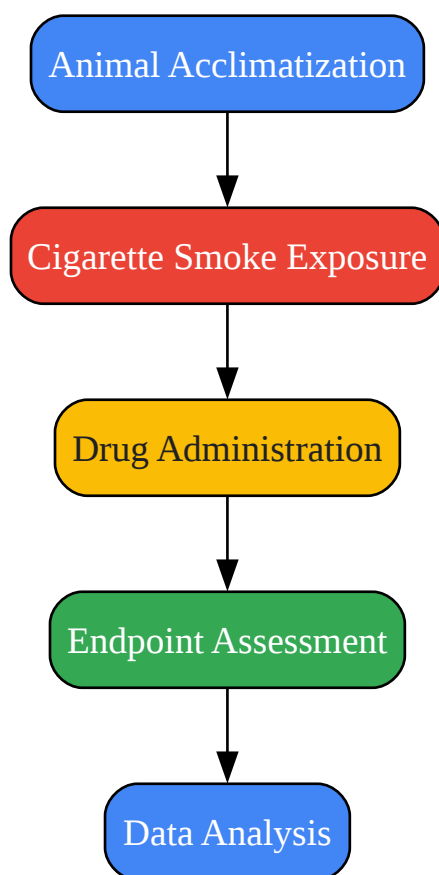 Animal Acclimatization
Cigarette Smoke Exposure
Drug Administration
Endpoint Assessment
Data Analysis